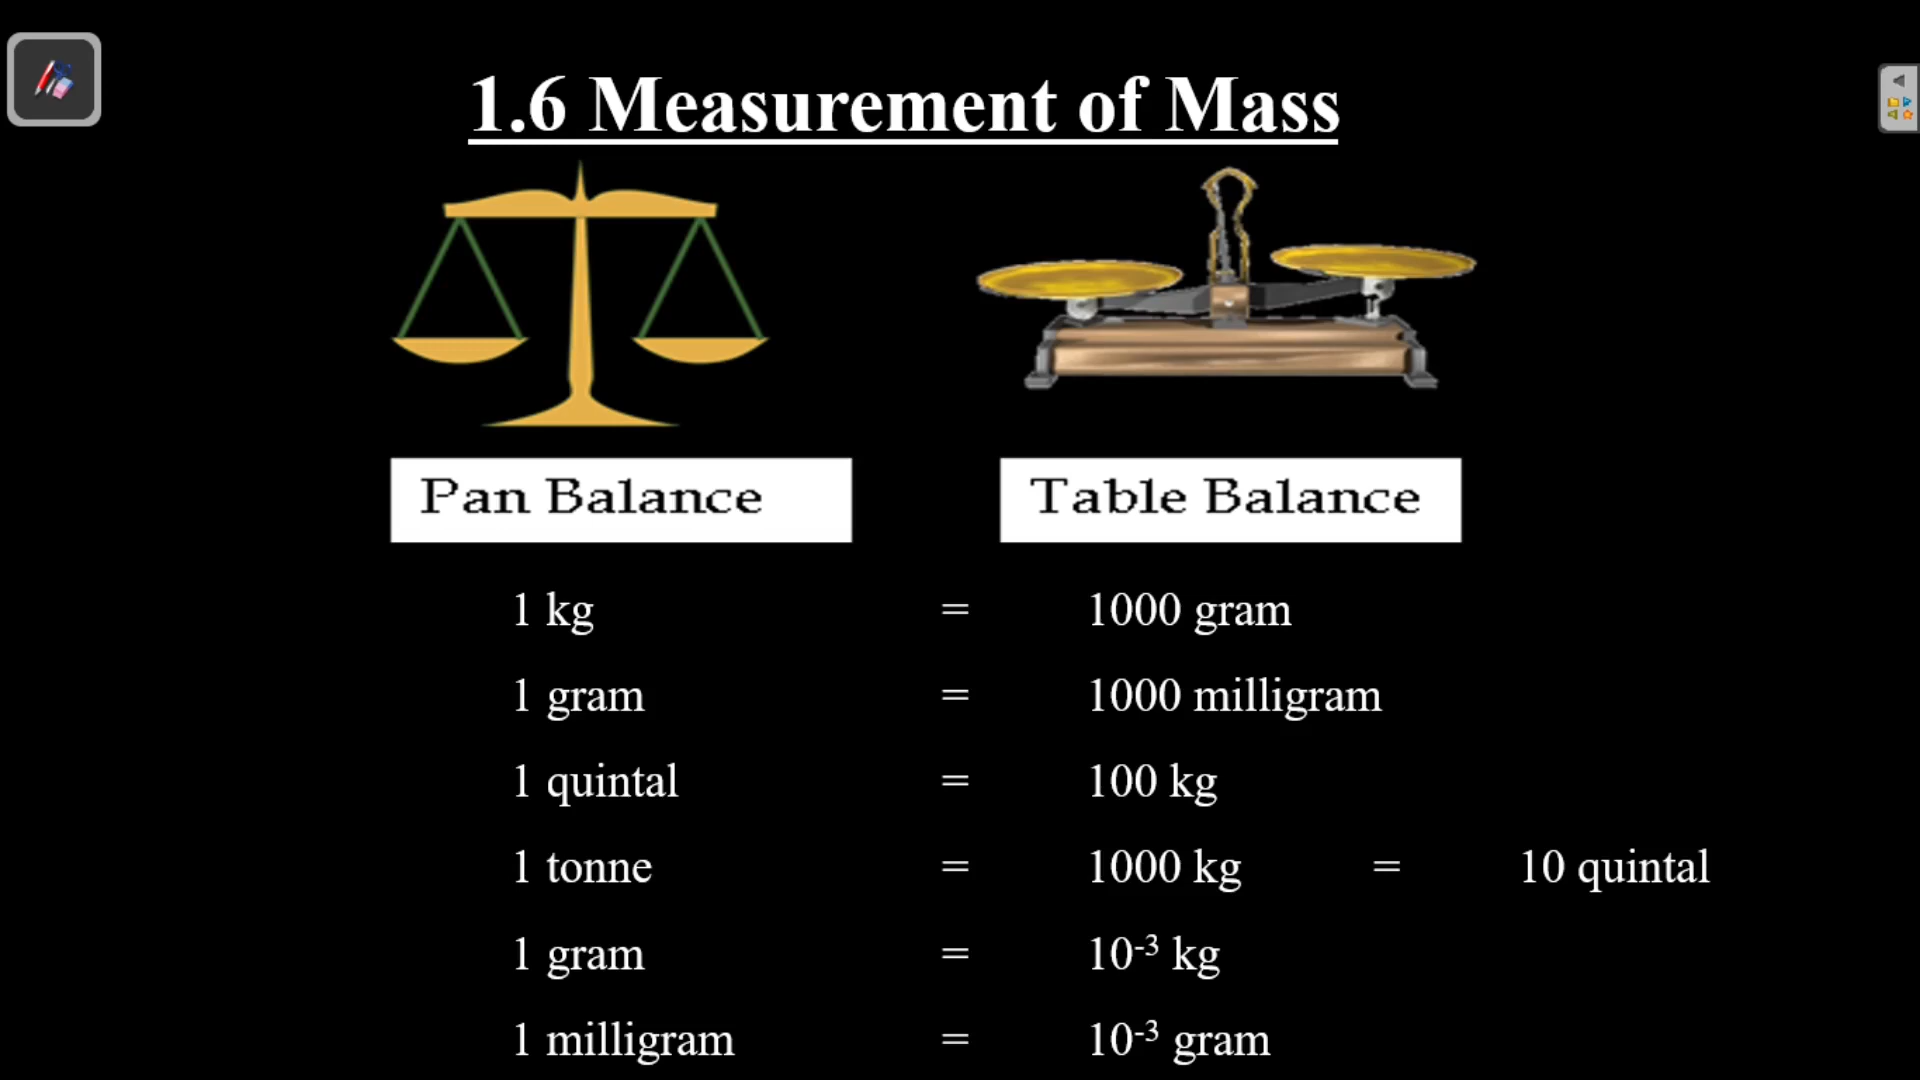 1.6 Measurement of Mass
Pan Balance
Table Balance
1 kg = 1000 gram
1 gram = 1000 milligram
1 quintal = 100 kg
1 tonne = 1000 kg = 10 quintal
1 gram = 10⁻³ kg
1 milligram = 10⁻³ gram